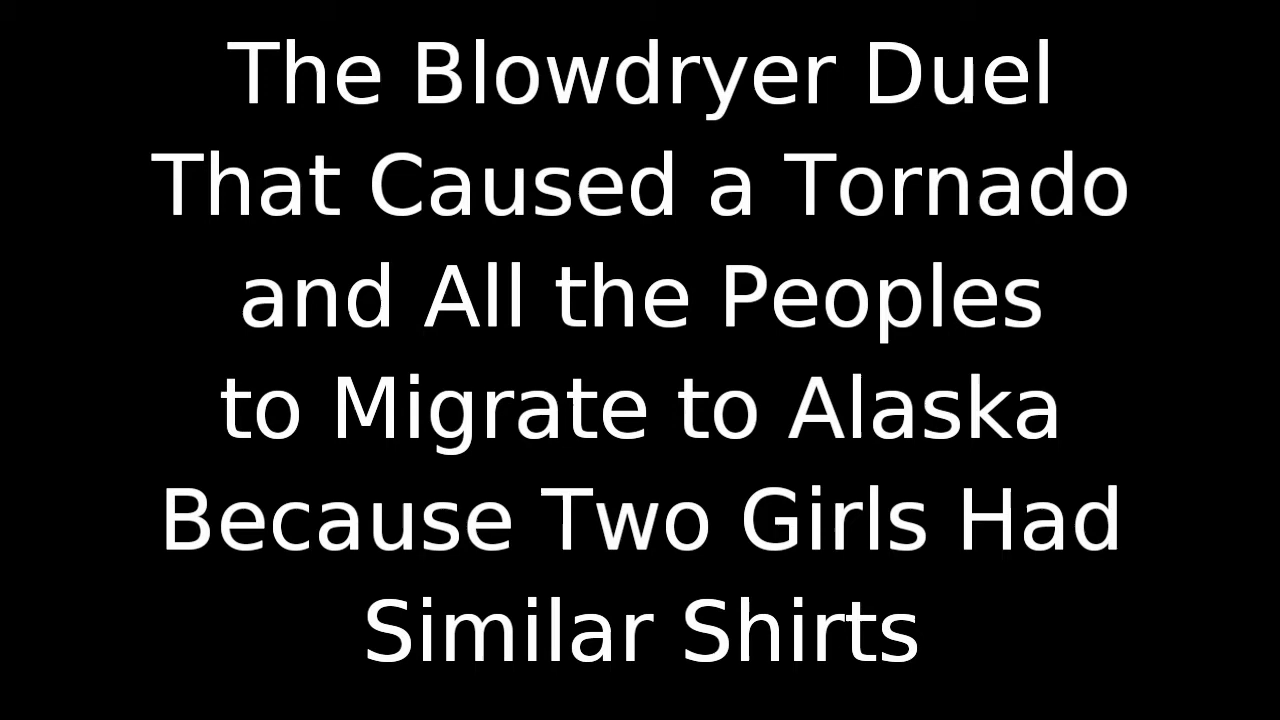 The Blowdryer Duel
That Caused a Tornado
and All the Peoples
to Migrate to Alaska
Because Two Girls Had
Similar Shirts